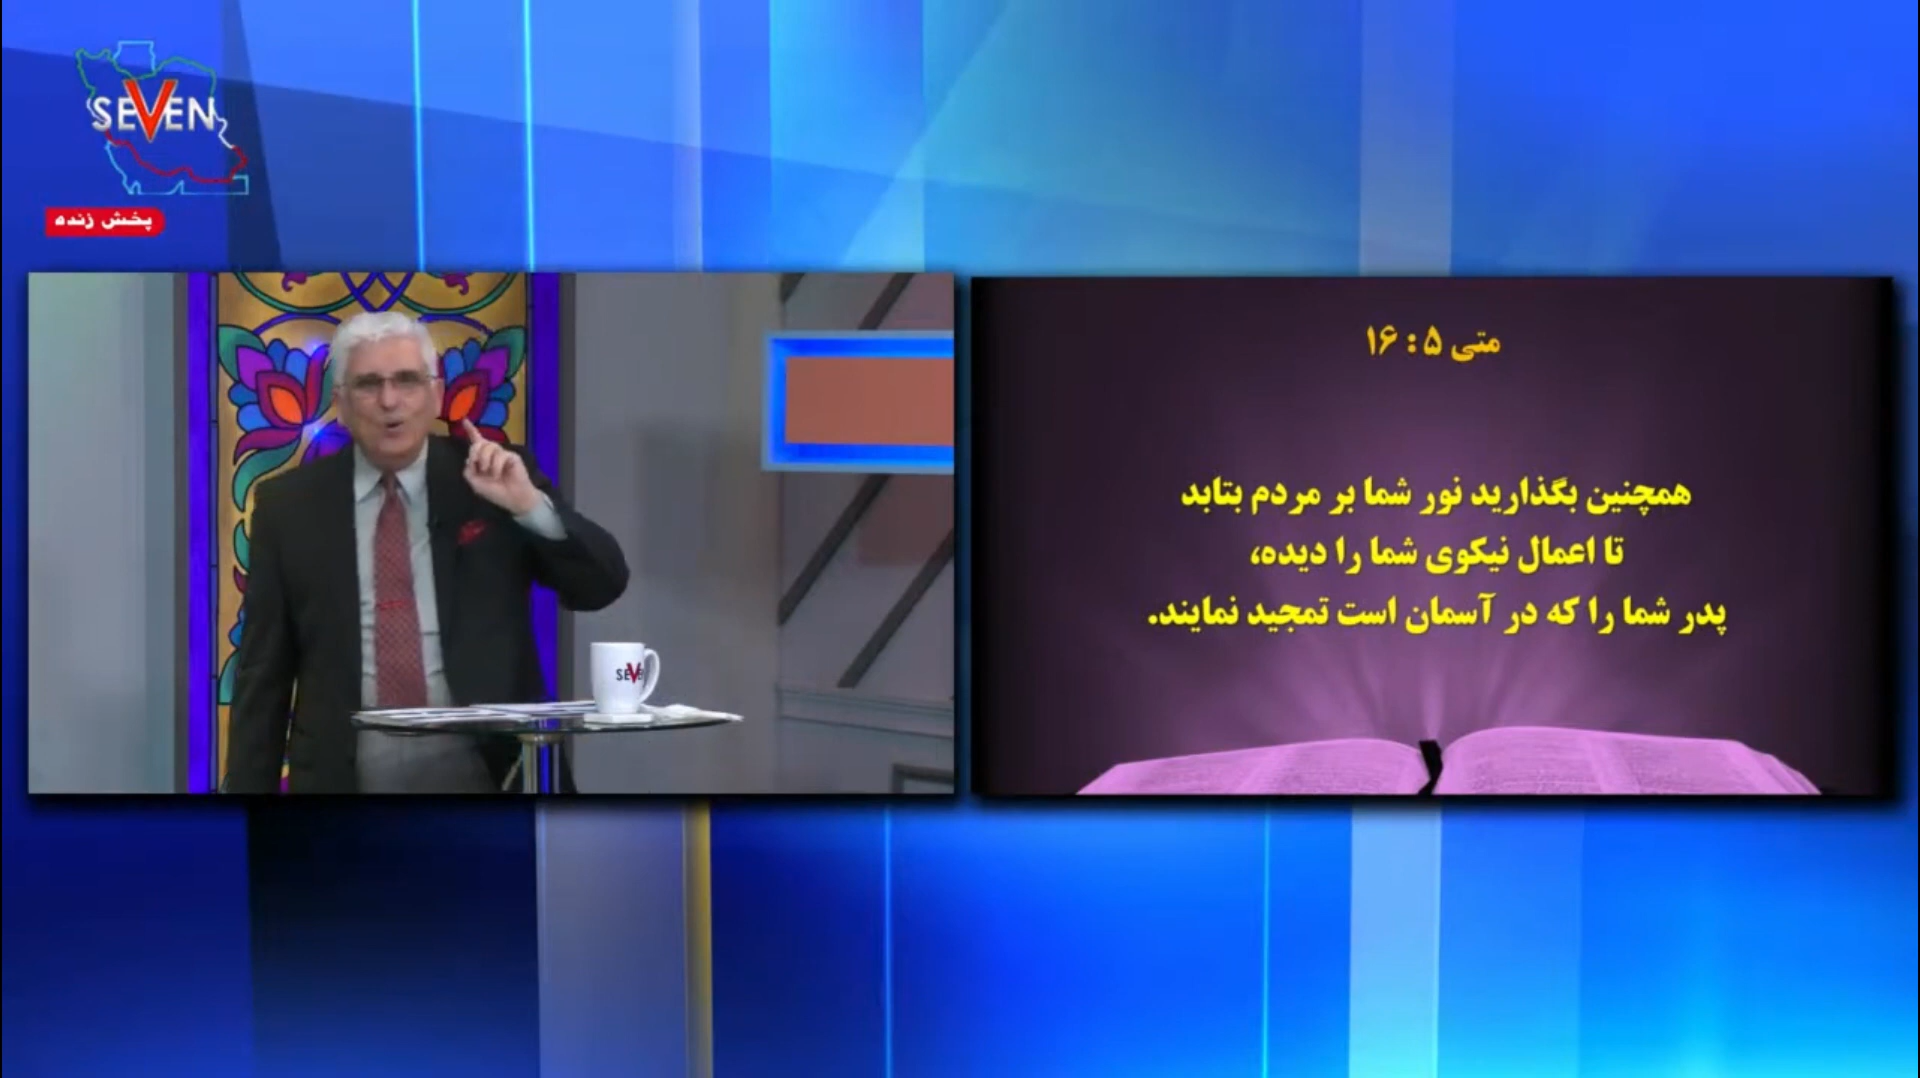 SEVEN
پخش زنده
متی ۵ : ۱۶
همچنین بگذارید نور شما بر مردم بتابد
تا اعمال نیکوی شما را دیده،
پدر شما را که در آسمان است تمجید نمایند.
SEVE